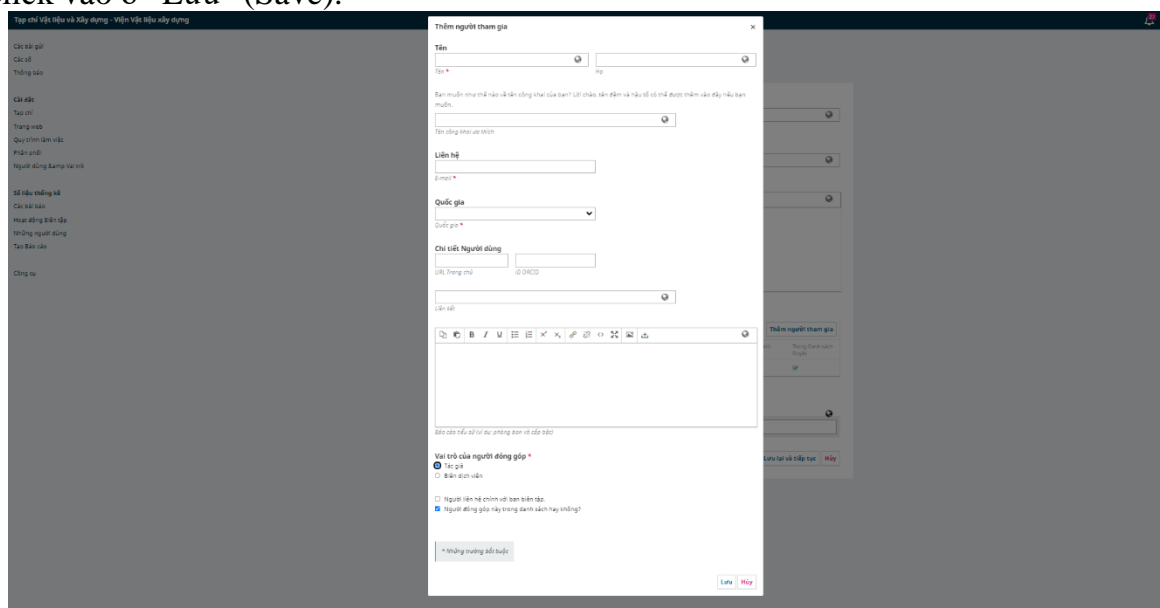 click vào ô "Lưu" (Save).
Tạp chí Vật liệu và Xây dựng - Viện Vật liệu xây dựng
Thêm người tham gia ×
Các bài gửi
Các số
Thông báo
Cài đặt
Tạp chí
Trang web
Quy trình làm việc
Phân phối
Người dùng &amp Vai trò
Số liệu thống kê
Các bài báo
Hoạt động Biên tập
Những người dùng
Tạo Báo cáo
Công cụ
Tên
Tên * Họ
Bạn muốn như thế nào về tên công khai của bạn? Lời chào, tên đệm và hậu tố có thể được thêm vào đây nếu bạn
muốn.
Tên công khai ưa thích
Liên hệ
E-mail *
Quốc gia
Quốc gia *
Chi tiết Người dùng
URL Trang chủ iD ORCID
Liên kết
B I U
Báo cáo tiểu sử (ví dụ: phòng ban và cấp bậc)
Vai trò của người đóng góp *
Tác giả
Biên dịch viên
Người liên hệ chính với ban biên tập.
Người đóng góp này trong danh sách hay không?
* Những trường bắt buộc
Lưu Hủy
Thêm người tham gia
Trong Danh sách
Duyệt
Lưu lại và tiếp tục Hủy